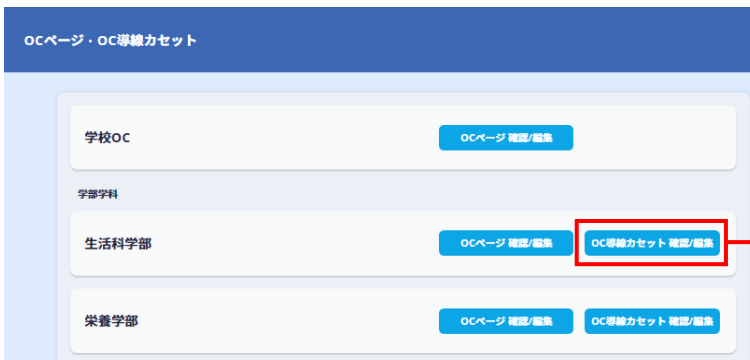 OCページ・OC導線カセット
学校OC
OCページ 確認/編集
学部学科
生活科学部
OCページ 確認/編集
OC導線カセット 確認/編集
栄養学部
OCページ 確認/編集
OC導線カセット 確認/編集